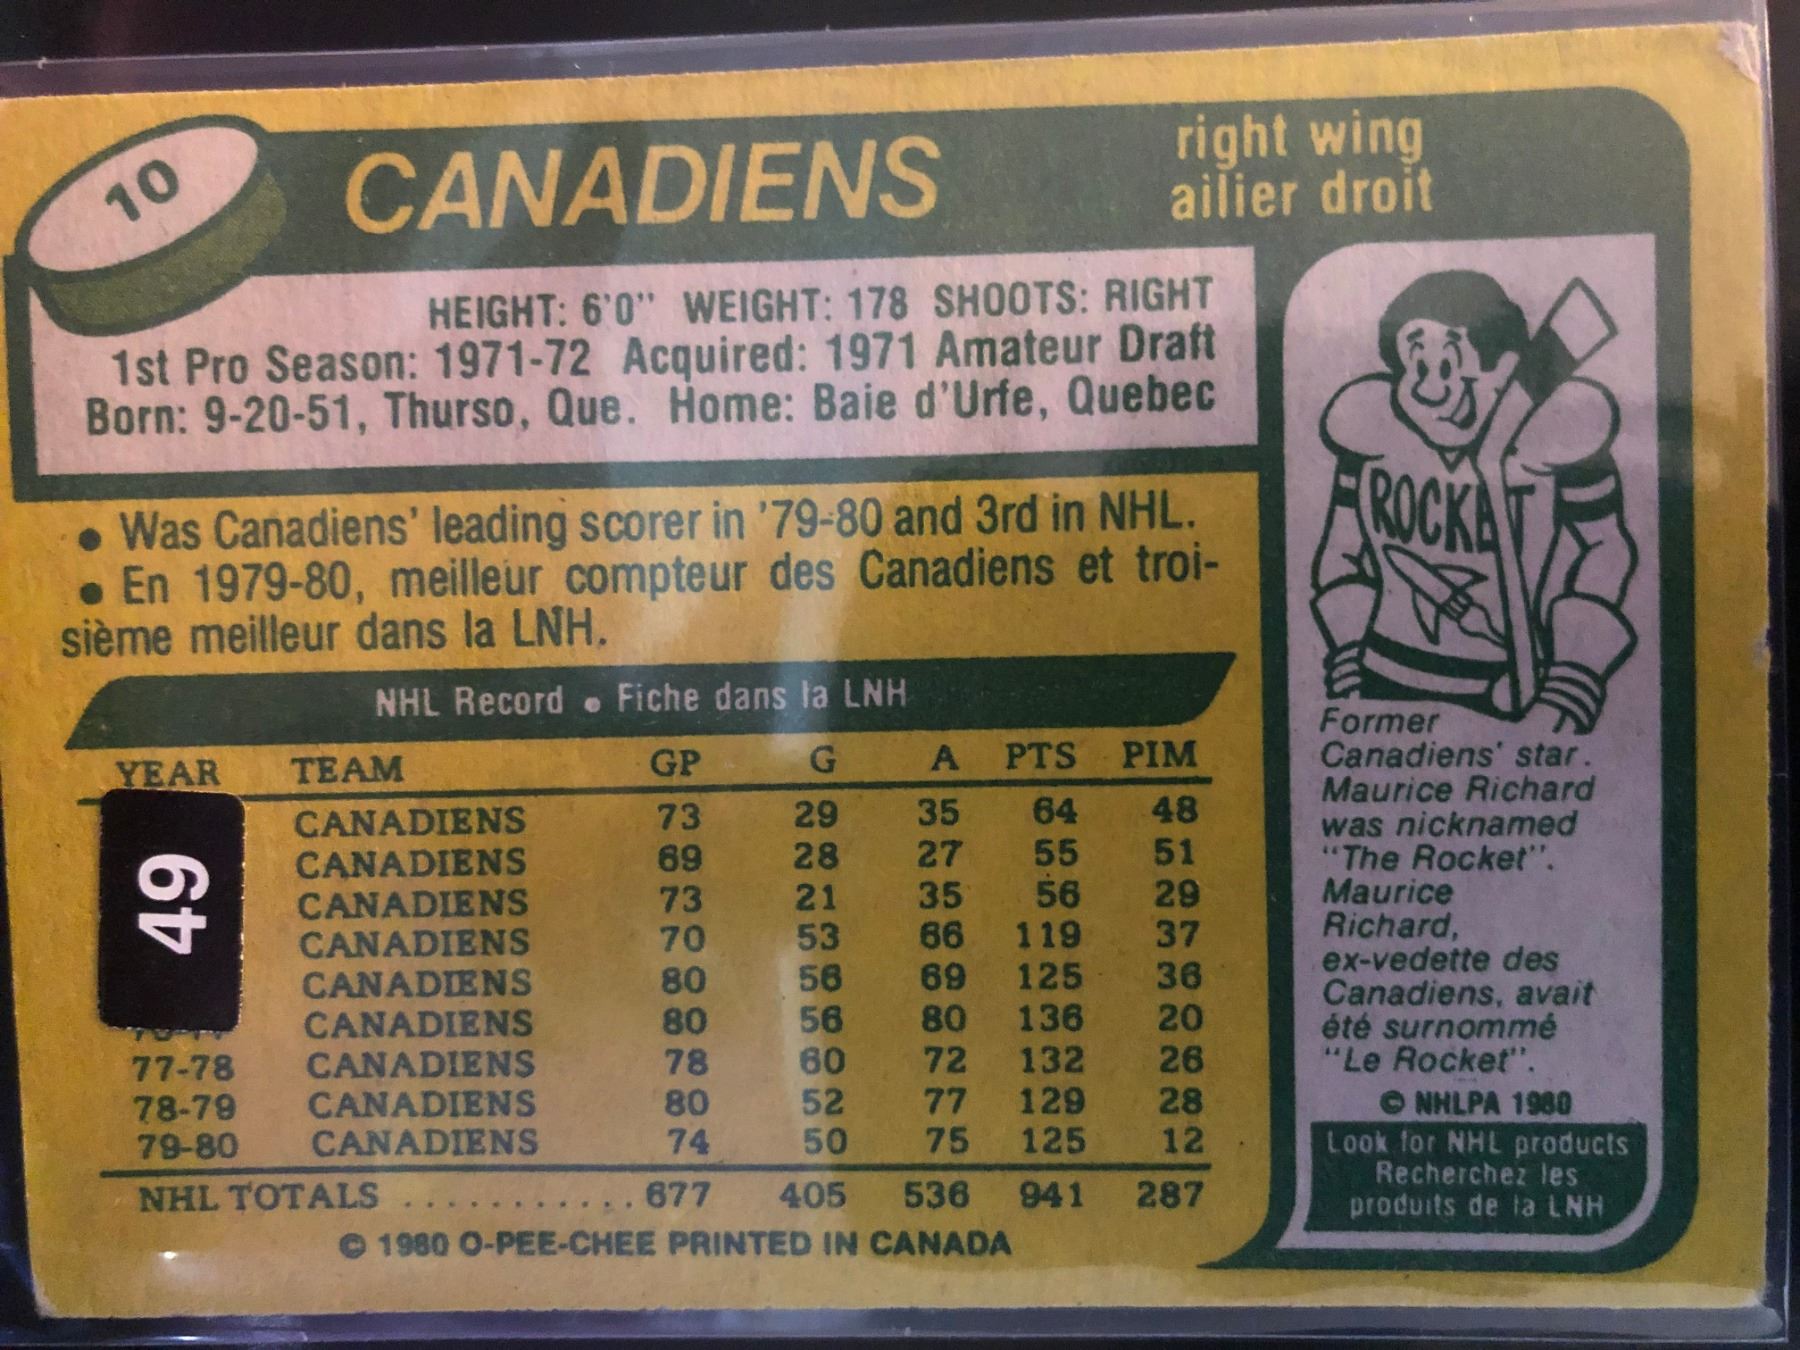 10
CANADIENS
right wing
ailier droit
HEIGHT: 6'0" WEIGHT: 178 SHOOTS: RIGHT
1st Pro Season: 1971-72 Acquired: 1971 Amateur Draft
Born: 9-20-51, Thurso, Que. Home: Baie d'Urfe, Quebec
• Was Canadiens' leading scorer in '79-80 and 3rd in NHL.
• En 1979-80, meilleur compteur des Canadiens et troi-
sième meilleur dans la LNH.
NHL Record • Fiche dans la LNH
YEAR TEAM GP G A PTS PIM
CANADIENS 73 29 35 64 48
CANADIENS 69 28 27 55 51
CANADIENS 73 21 35 56 29
CANADIENS 70 53 66 119 37
CANADIENS 80 56 69 125 36
CANADIENS 80 56 80 136 20
77-78 CANADIENS 78 60 72 132 26
78-79 CANADIENS 80 52 77 129 28
79-80 CANADIENS 74 50 75 125 12
NHL TOTALS ............ 677 405 536 941 287
© 1980 O-PEE-CHEE PRINTED IN CANADA
49
ROCKET
Former
Canadiens' star.
Maurice Richard
was nicknamed
"The Rocket".
Maurice
Richard,
ex-vedette des
Canadiens, avait
été surnommé
"Le Rocket".
© NHLPA 1980
Look for NHL products
Recherchez les
produits de la LNH